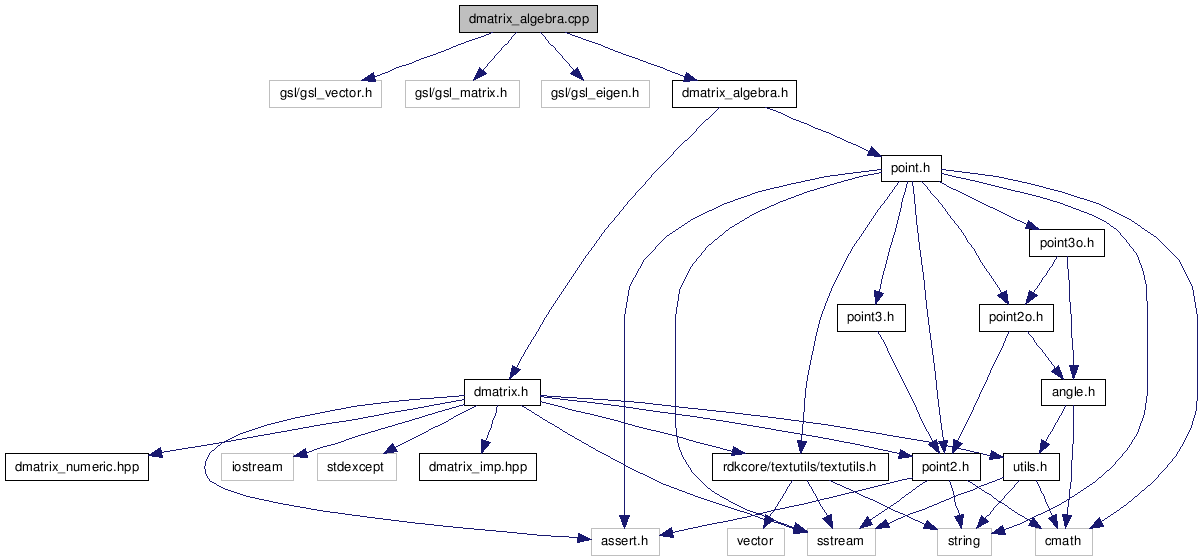 dmatrix_algebra.cpp
gsl/gsl_vector.h
gsl/gsl_matrix.h
gsl/gsl_eigen.h
dmatrix_algebra.h
point.h
point3o.h
point3.h
point2o.h
dmatrix.h
angle.h
dmatrix_numeric.hpp
iostream
stdexcept
dmatrix_imp.hpp
rdkcore/textutils/textutils.h
point2.h
utils.h
assert.h
vector
sstream
string
cmath